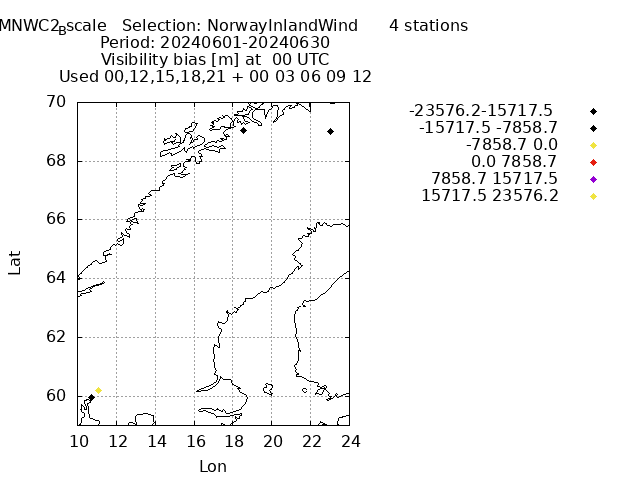 MNWC2_Bscale   Selection: NorwayInlandWind      4 stations
Period: 20240601-20240630
Visibility bias [m] at  00 UTC
Used 00,12,15,18,21 + 00 03 06 09 12
-23576.2-15717.5
-15717.5 -7858.7
-7858.7 0.0
0.0 7858.7
7858.7 15717.5
15717.5 23576.2
70
68
66
64
62
60
Lat
10 12 14 16 18 20 22 24
Lon